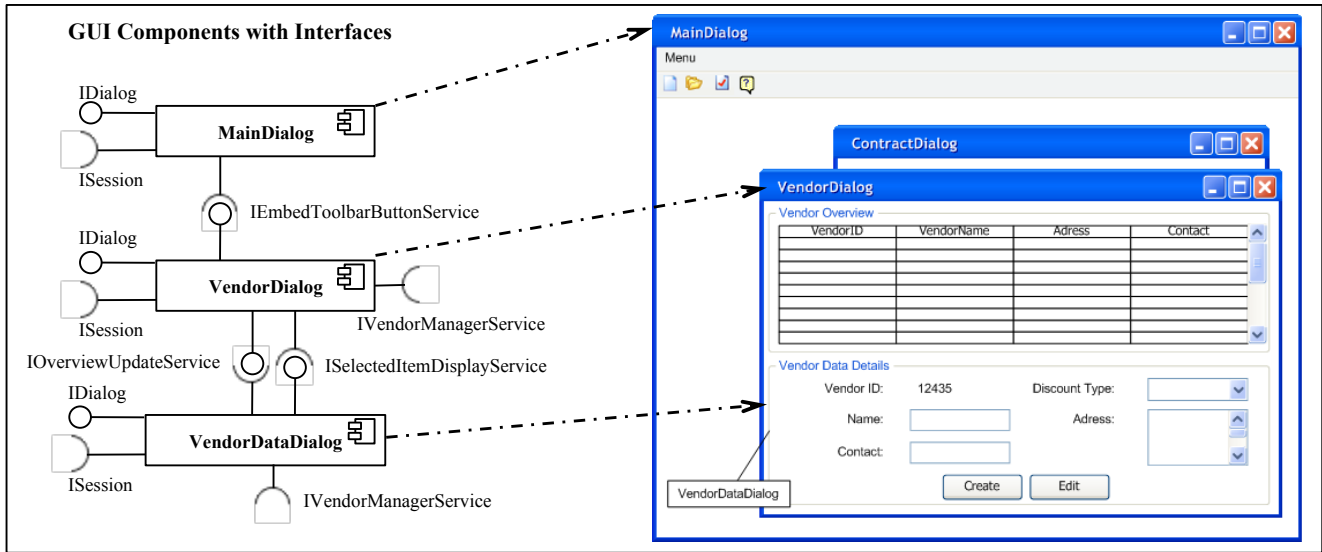 GUI Components with Interfaces
IDialog
MainDialog
ISession
IEmbedToolbarButtonService
IDialog
VendorDialog
ISession
IVendorManagerService
IOverviewUpdateService
ISelectedItemDisplayService
IDialog
VendorDataDialog
ISession
IVendorManagerService
MainDialog
Menu
ContractDialog
VendorDialog
Vendor Overview
VendorID VendorName Adress Contact
Vendor Data Details
Vendor ID: 12435 Discount Type:
Name: Adress:
Contact:
Create Edit
VendorDataDialog